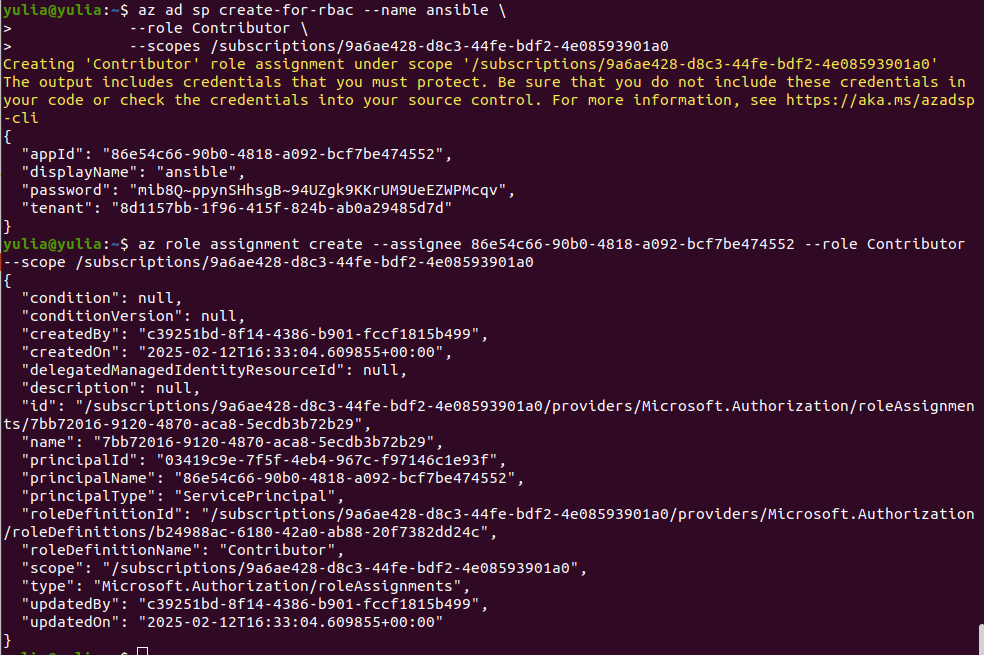 yulia@yulia:~$ az ad sp create-for-rbac --name ansible \
>             --role Contributor \
>             --scopes /subscriptions/9a6ae428-d8c3-44fe-bdf2-4e08593901a0
Creating 'Contributor' role assignment under scope '/subscriptions/9a6ae428-d8c3-44fe-bdf2-4e08593901a0'
The output includes credentials that you must protect. Be sure that you do not include these credentials in
your code or check the credentials into your source control. For more information, see https://aka.ms/azadsp
-cli
{
  "appId": "86e54c66-90b0-4818-a092-bcf7be474552",
  "displayName": "ansible",
  "password": "mib8Q~ppynSHhsgB~94UZgk9KKrUM9UeEZWPMcqv",
  "tenant": "8d1157bb-1f96-415f-824b-ab0a29485d7d"
}
yulia@yulia:~$ az role assignment create --assignee 86e54c66-90b0-4818-a092-bcf7be474552 --role Contributor
--scope /subscriptions/9a6ae428-d8c3-44fe-bdf2-4e08593901a0
{
  "condition": null,
  "conditionVersion": null,
  "createdBy": "c39251bd-8f14-4386-b901-fccf1815b499",
  "createdOn": "2025-02-12T16:33:04.609855+00:00",
  "delegatedManagedIdentityResourceId": null,
  "description": null,
  "id": "/subscriptions/9a6ae428-d8c3-44fe-bdf2-4e08593901a0/providers/Microsoft.Authorization/roleAssignmen
ts/7bb72016-9120-4870-aca8-5ecdb3b72b29",
  "name": "7bb72016-9120-4870-aca8-5ecdb3b72b29",
  "principalId": "03419c9e-7f5f-4eb4-967c-f97146c1e93f",
  "principalName": "86e54c66-90b0-4818-a092-bcf7be474552",
  "principalType": "ServicePrincipal",
  "roleDefinitionId": "/subscriptions/9a6ae428-d8c3-44fe-bdf2-4e08593901a0/providers/Microsoft.Authorization
/roleDefinitions/b24988ac-6180-42a0-ab88-20f7382dd24c",
  "roleDefinitionName": "Contributor",
  "scope": "/subscriptions/9a6ae428-d8c3-44fe-bdf2-4e08593901a0",
  "type": "Microsoft.Authorization/roleAssignments",
  "updatedBy": "c39251bd-8f14-4386-b901-fccf1815b499",
  "updatedOn": "2025-02-12T16:33:04.609855+00:00"
}